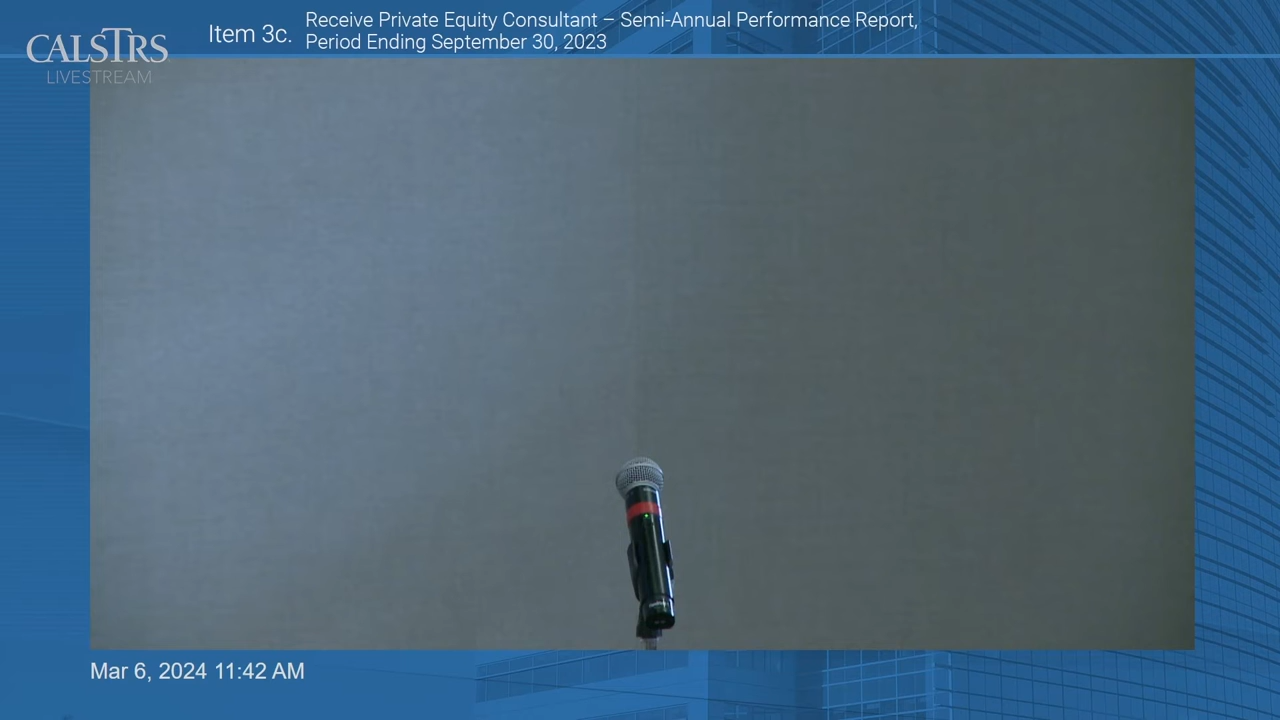 CALSTRS
LIVESTREAM
Item 3c.
Receive Private Equity Consultant – Semi-Annual Performance Report,
Period Ending September 30, 2023
Mar 6, 2024 11:42 AM